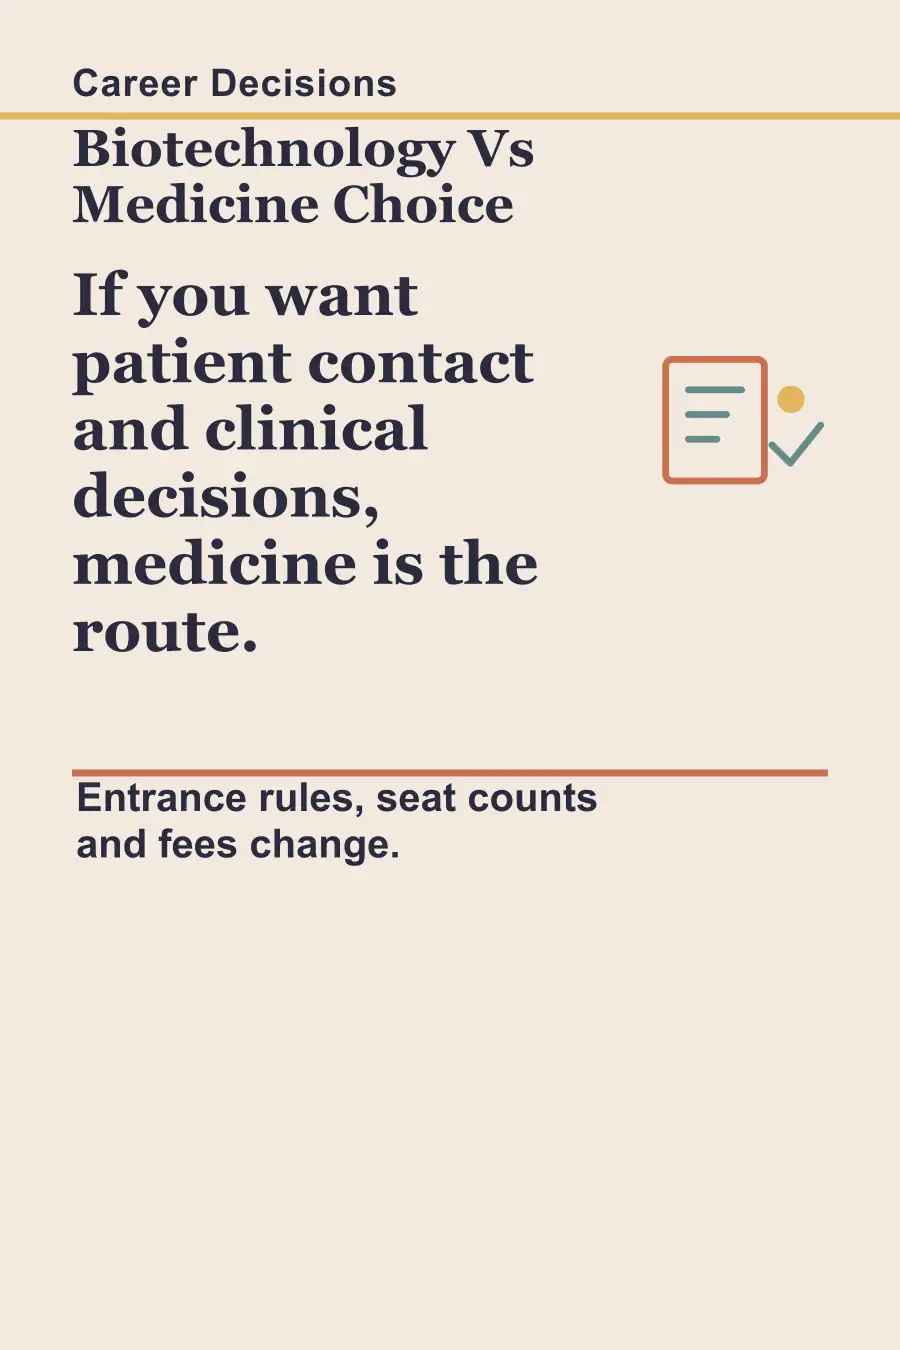 Career Decisions
Biotechnology Vs
Medicine Choice
If you want
patient contact
and clinical
decisions,
medicine is the
route.
Entrance rules, seat counts
and fees change.